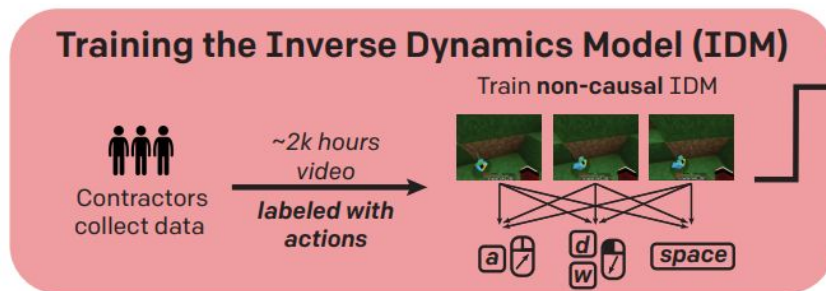 Training the Inverse Dynamics Model (IDM)
Train non-causal IDM
~2k hours
video
labeled with
actions
Contractors
collect data
a
d
w
space